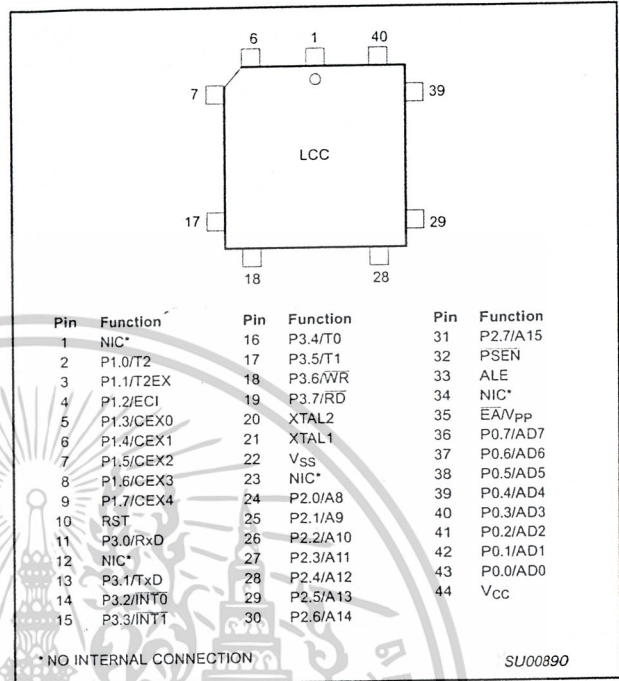 6 1 40
7 39
LCC
17 29
18 28
Pin Function
1 NIC*
2 P1.0/T2
3 P1.1/T2EX
4 P1.2/ECI
5 P1.3/CEX0
6 P1.4/CEX1
7 P1.5/CEX2
8 P1.6/CEX3
9 P1.7/CEX4
10 RST
11 P3.0/RxD
12 NIC*
13 P3.1/TxD
14 P3.2/I̅N̅T̅0̅
15 P3.3/I̅N̅T̅1̅
Pin Function
16 P3.4/T0
17 P3.5/T1
18 P3.6/W̅R̅
19 P3.7/R̅D̅
20 XTAL2
21 XTAL1
22 VSS
23 NIC*
24 P2.0/A8
25 P2.1/A9
26 P2.2/A10
27 P2.3/A11
28 P2.4/A12
29 P2.5/A13
30 P2.6/A14
Pin Function
31 P2.7/A15
32 P̅S̅E̅N̅
33 ALE
34 NIC*
35 E̅A̅/VPP
36 P0.7/AD7
37 P0.6/AD6
38 P0.5/AD5
39 P0.4/AD4
40 P0.3/AD3
41 P0.2/AD2
42 P0.1/AD1
43 P0.0/AD0
44 VCC
* NO INTERNAL CONNECTION
SU00890